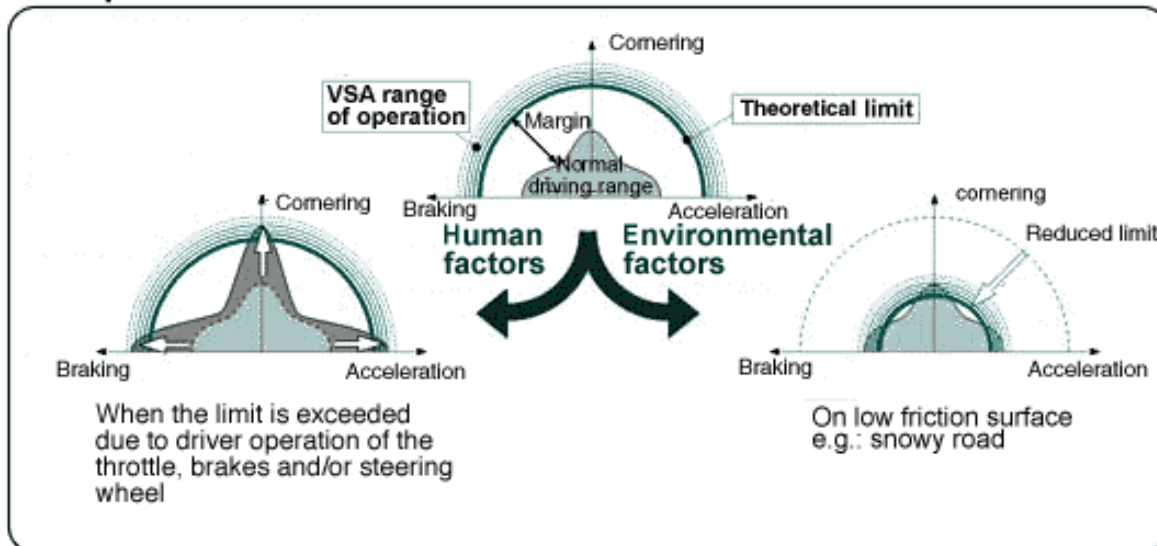 Cornering
VSA range
of operation
Theoretical limit
Margin
Normal
driving range
Braking
Acceleration
Human
factors
Environmental
factors
Cornering
Braking
Acceleration
When the limit is exceeded
due to driver operation of the
throttle, brakes and/or steering
wheel
cornering
Reduced limit
Braking
Acceleration
On low friction surface
e.g.: snowy road